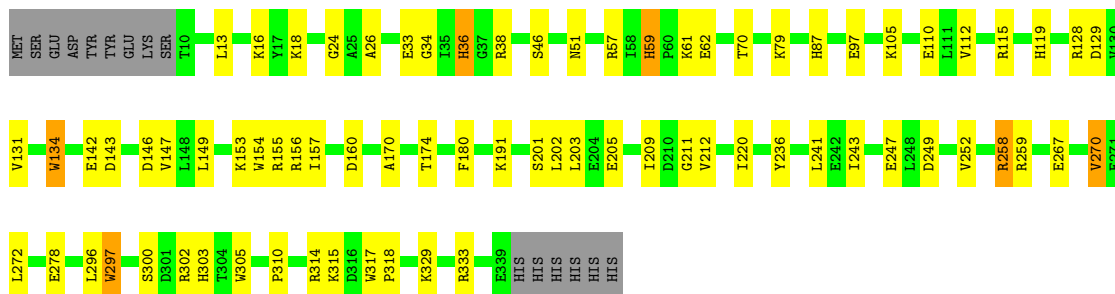 MET SER GLU ASP TYR TYR GLU LYS SER T10 L13 K16 Y17 K18 G24 A25 A26 E33 G34 I35 H36 G37 R38 S46 N51 R57 I58 H59 P60 K61 E62 T70 K79 H87 E97 K105 E110 L111 V112 R115 H119 R128 D129 V130
V131 W134 E142 D143 D146 V147 L148 L149 K153 W154 R155 R156 I157 D160 A170 T174 F180 K191 S201 L202 L203 E204 E205 I209 D210 G211 V212 I220 Y236 L241 E242 I243 E247 L248 D249 V252 R258 R259 E267 V270
L272 E278 L296 W297 S300 D301 R302 H303 T304 W305 P310 R314 K315 D316 W317 P318 K329 R333 E339 HIS HIS HIS HIS HIS HIS